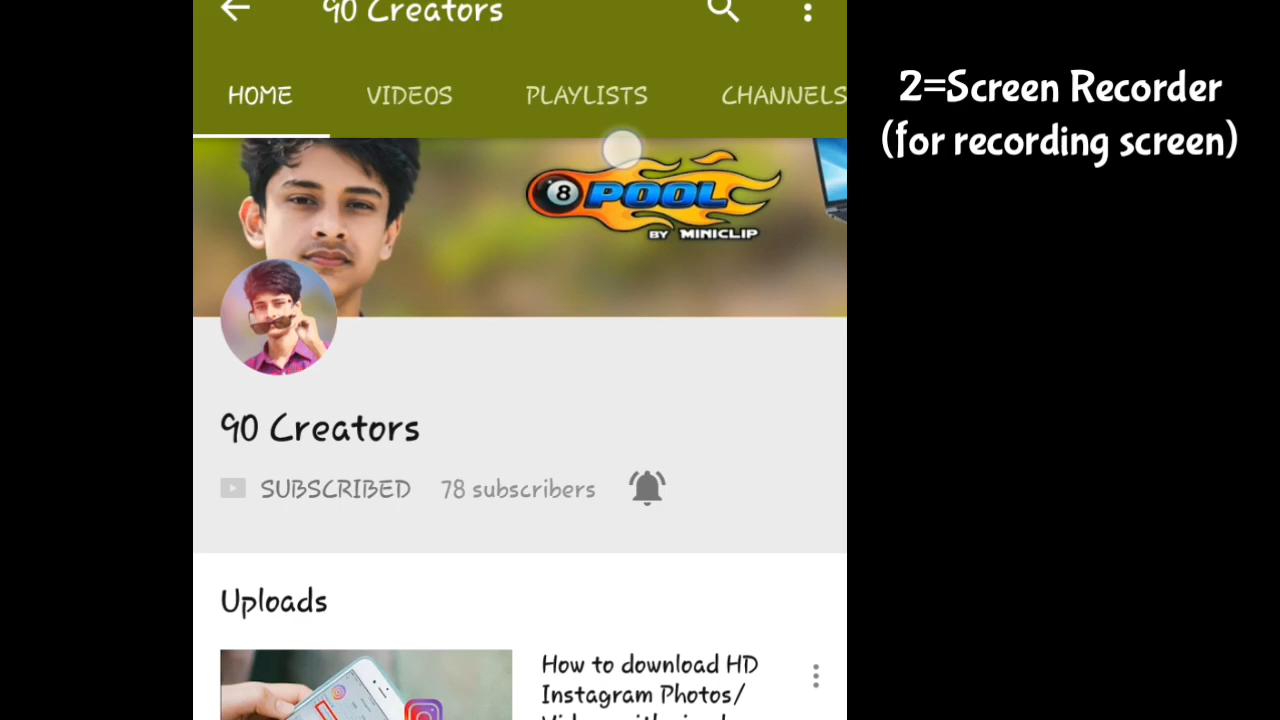 90 Creators
HOME VIDEOS PLAYLISTS CHANNELS
2=Screen Recorder
(for recording screen)
8 POOL
BY MINICLIP
90 Creators
SUBSCRIBED 78 subscribers
Uploads
How to download HD
Instagram Photos/